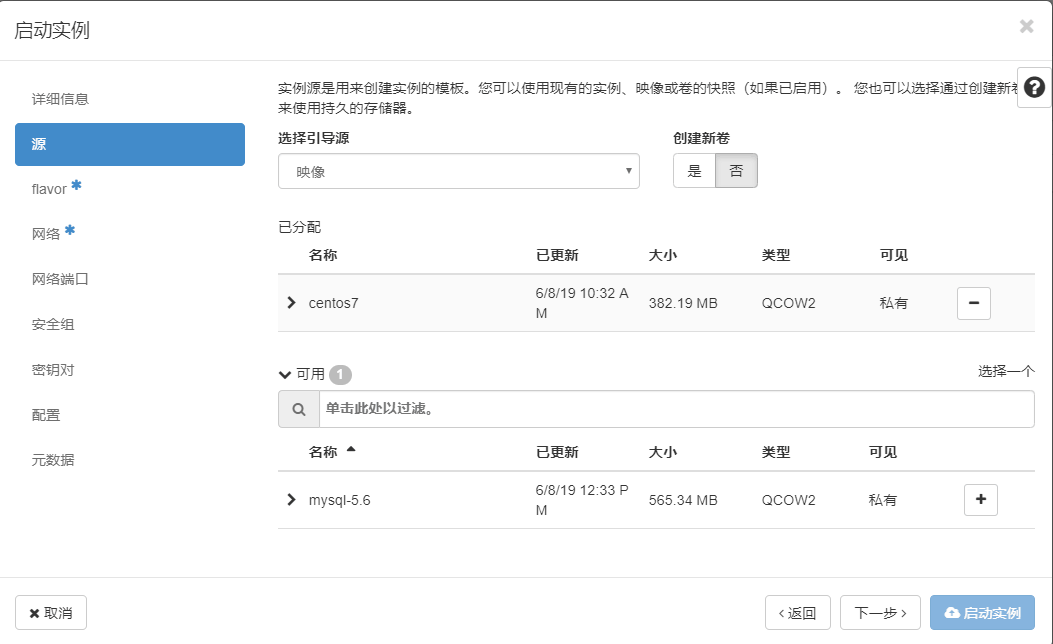 启动实例
×
详细信息
源
flavor *
网络 *
网络端口
安全组
密钥对
配置
元数据
实例源是用来创建实例的模板。您可以使用现有的实例、映像或卷的快照（如果已启用）。 您也可以选择通过创建新
来使用持久的存储器。
选择引导源 创建新卷
映像 是 否
已分配
名称 已更新 大小 类型 可见
centos7 6/8/19 10:32 A 382.19 MB QCOW2 私有
M
可用 1 选择一个
单击此处以过滤。
名称 已更新 大小 类型 可见
mysql-5.6 6/8/19 12:33 P 565.34 MB QCOW2 私有
M
取消 ‹返回 下一步› 启动实例